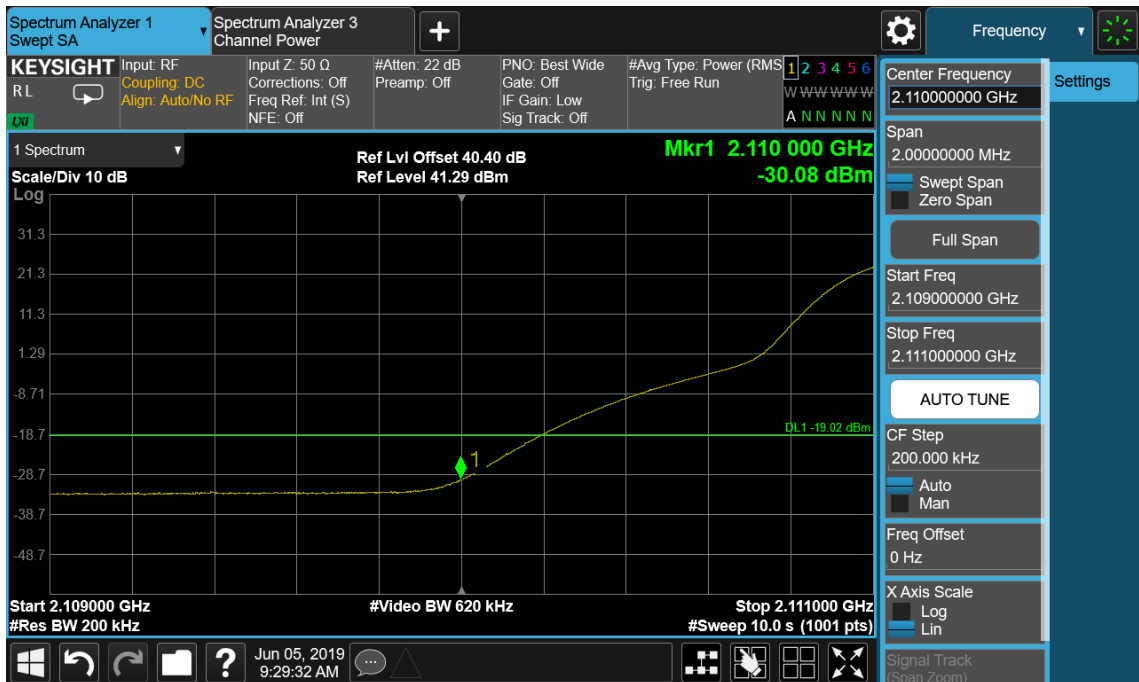 Spectrum Analyzer 1
Swept SA
Spectrum Analyzer 3
Channel Power
Frequency
KEYSIGHT
R L
LXI
Input: RF
Coupling: DC
Align: Auto/No RF
Input Z: 50 Ω
Corrections: Off
Freq Ref: Int (S)
NFE: Off
#Atten: 22 dB
Preamp: Off
PNO: Best Wide
Gate: Off
IF Gain: Low
Sig Track: Off
#Avg Type: Power (RMS
Trig: Free Run
1 2 3 4 5 6
W W W W W W
A N N N N N
1 Spectrum
Scale/Div 10 dB
Log
Ref Lvl Offset 40.40 dB
Ref Level 41.29 dBm
Mkr1 2.110 000 GHz
-30.08 dBm
31.3
21.3
11.3
1.29
-8.71
-18.7
-28.7
-38.7
-48.7
DL1 -19.02 dBm
1
Start 2.109000 GHz
#Res BW 200 kHz
#Video BW 620 kHz
Stop 2.111000 GHz
#Sweep 10.0 s (1001 pts)
?
Jun 05, 2019
9:29:32 AM
Center Frequency
2.110000000 GHz
Span
2.00000000 MHz
Swept Span
Zero Span
Full Span
Start Freq
2.109000000 GHz
Stop Freq
2.111000000 GHz
AUTO TUNE
CF Step
200.000 kHz
Auto
Man
Freq Offset
0 Hz
X Axis Scale
Log
Lin
Signal Track
(Span Zoom)
Settings